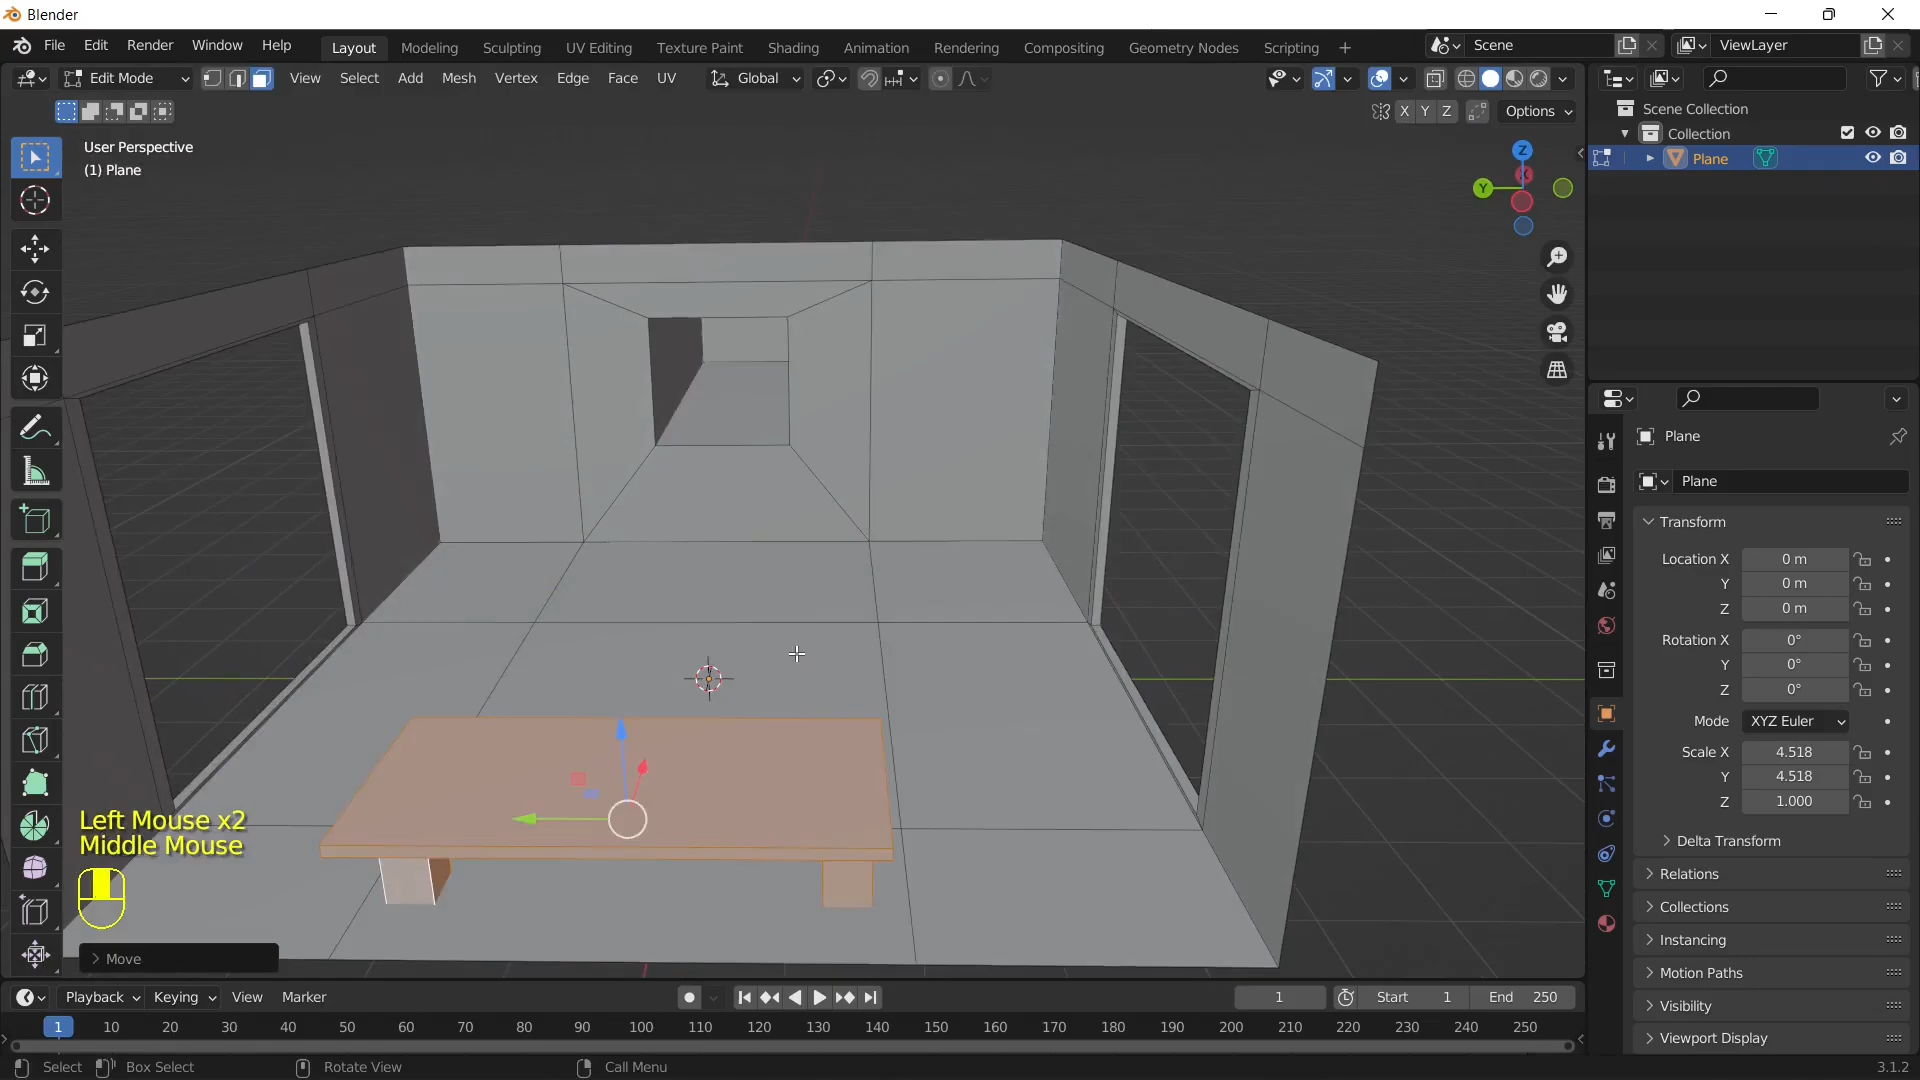 Blender
File Edit Render Window Help Layout Modeling Sculpting UV Editing Texture Paint Shading Animation Rendering Compositing Geometry Nodes Scripting + Scene ViewLayer
Edit Mode View Select Add Mesh Vertex Edge Face UV Global
X Y Z Options
User Perspective
(1) Plane
Z
Y
X
Scene Collection
Collection
Plane
Plane
Plane
Transform
Location X 0 m
Y 0 m
Z 0 m
Rotation X 0°
Y 0°
Z 0°
Mode XYZ Euler
Scale X 4.518
Y 4.518
Z 1.000
Delta Transform
Relations
Collections
Instancing
Motion Paths
Visibility
Viewport Display
Left Mouse x2
Middle Mouse
Move
Playback Keying View Marker 1 Start 1 End 250
1 10 20 30 40 50 60 70 80 90 100 110 120 130 140 150 160 170 180 190 200 210 220 230 240 250
Select Box Select Rotate View Call Menu 3.1.2